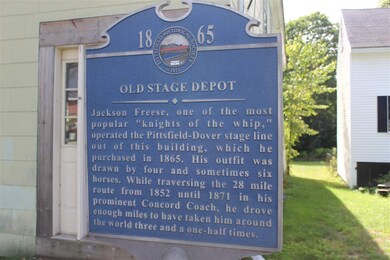 18 65
OLD STAGE DEPOT
Jackson Freese, one of the most
popular "knights of the whip,"
operated the Pittsfield-Dover stage line
out of this building, which he
purchased in 1865. His outfit was
drawn by four and sometimes six
horses. While traversing the 28 mile
route from 1852 until 1871 in his
prominent Concord Coach, he drove
enough miles to have taken him around
the world three and a one-half times.